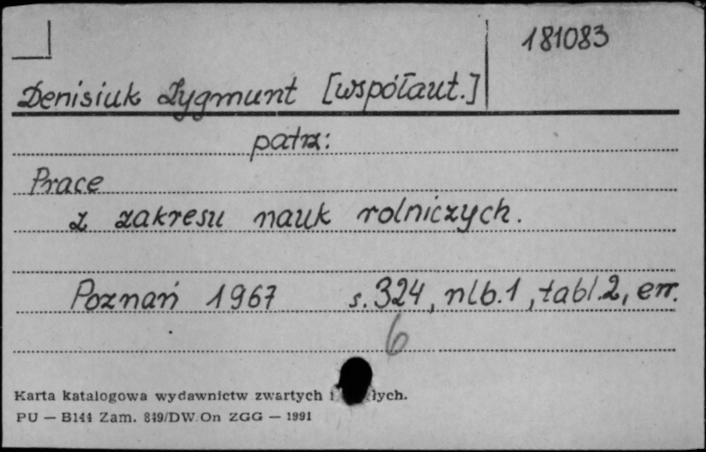 181083
Denisiuk Zygmunt [współaut.]
patrz:
Prace
z zakresu nauk rolniczych.
Poznań 1967 s. 324, nlb.1, tabl.2, err.
6
Karta katalogowa wydawnictw zwartych i
PU — B144 Zam. 849/DW On ZGG — 1991